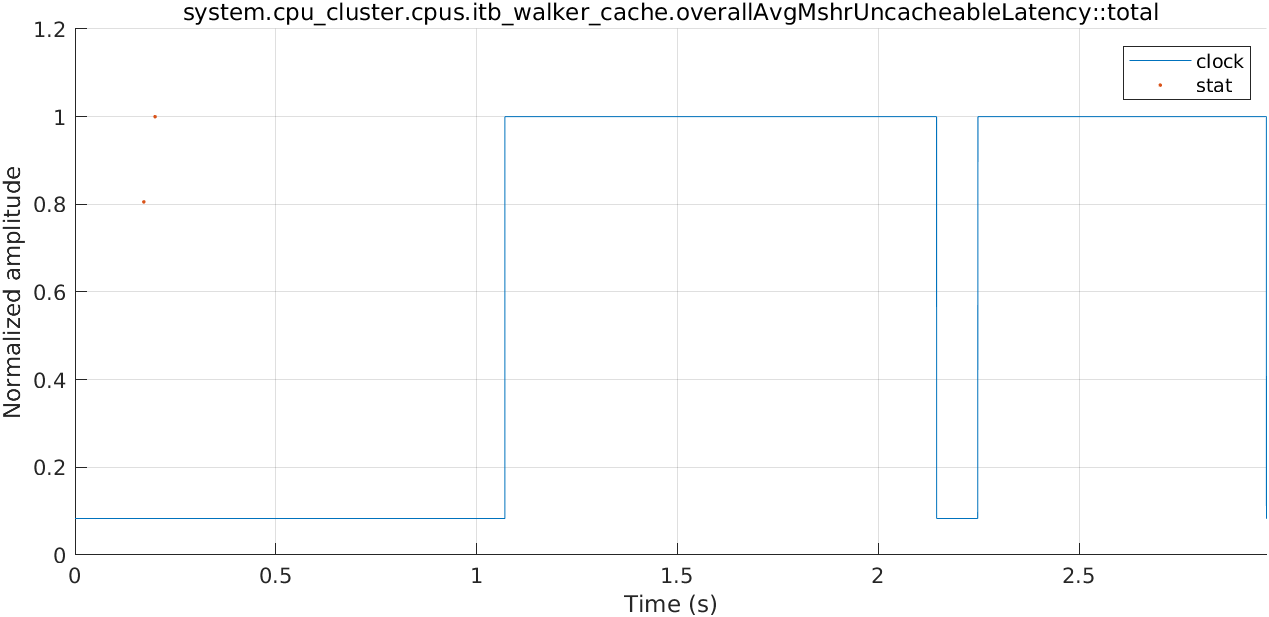 system.cpu_cluster.cpus.itb_walker_cache.overallAvgMshrUncacheableLatency::total
1.2
1
0.8
0.6
0.4
0.2
0
Normalized amplitude
clock
stat
0 0.5 1 1.5 2 2.5
Time (s)